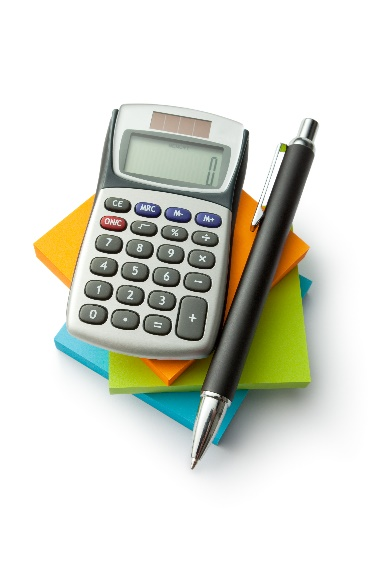 0
CE MRC M- M+
ON/C √ % ÷
7 8 9 ×
4 5 6 −
1 2 3 +
0 · =